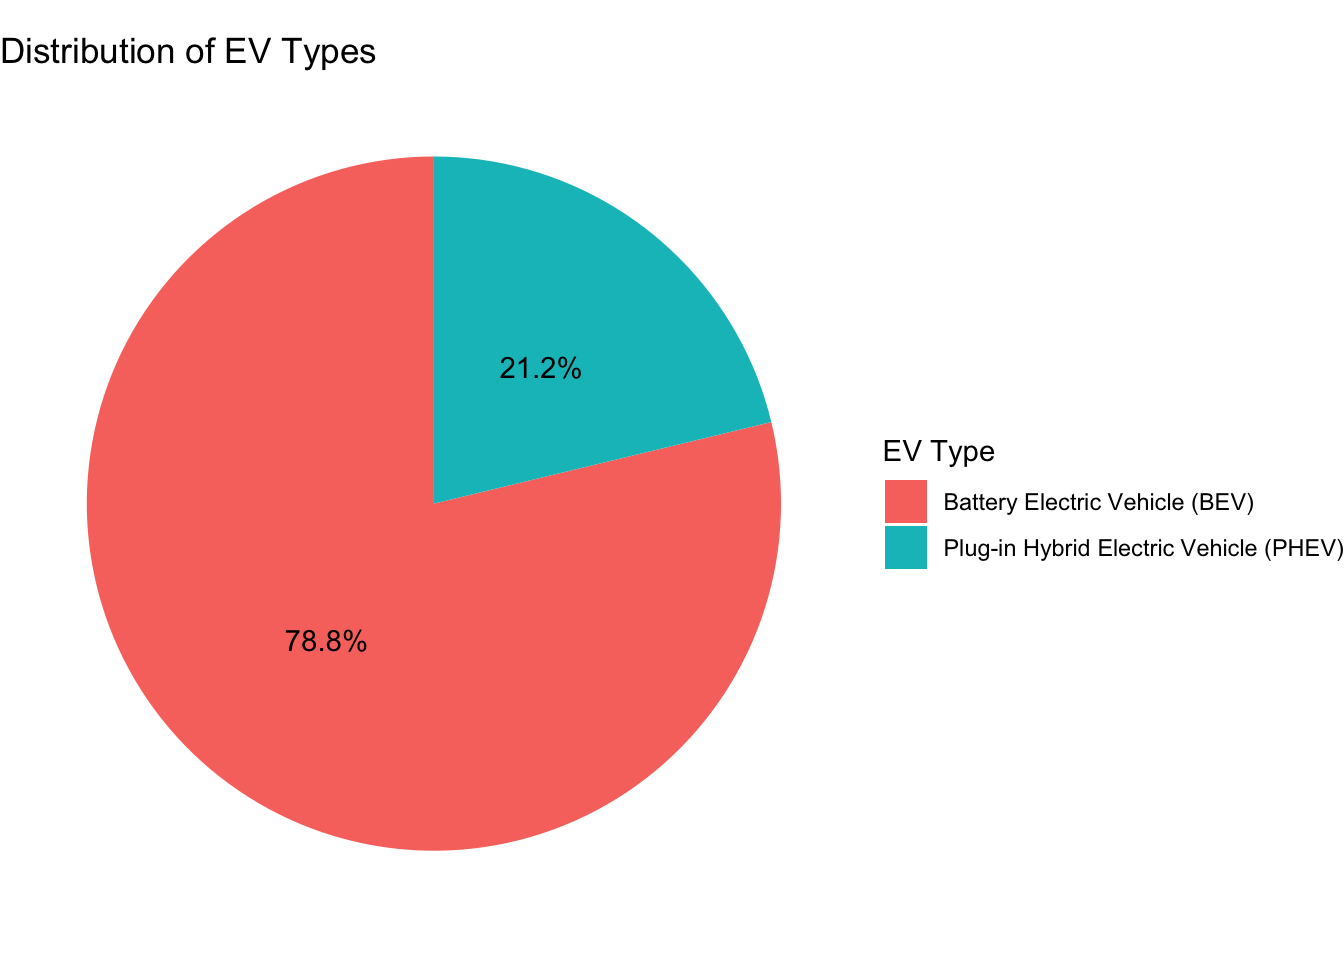 Distribution of EV Types
21.2%
78.8%
EV Type
Battery Electric Vehicle (BEV)
Plug-in Hybrid Electric Vehicle (PHEV)